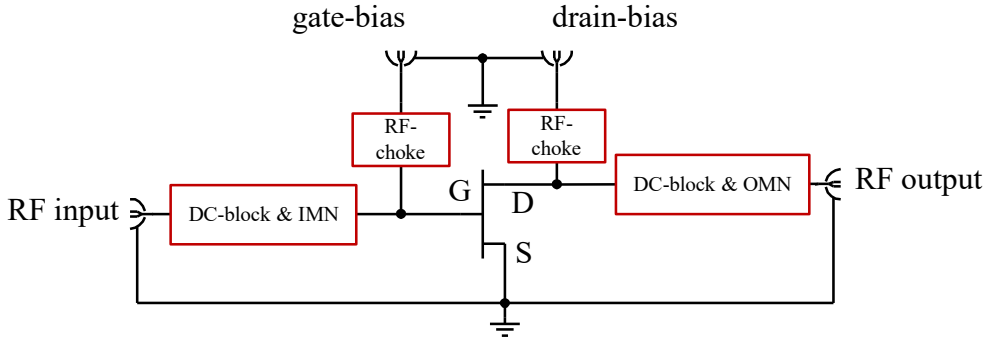 gate-bias
drain-bias
RF-
choke
RF-
choke
G
D
DC-block & OMN
RF output
RF input
DC-block & IMN
S